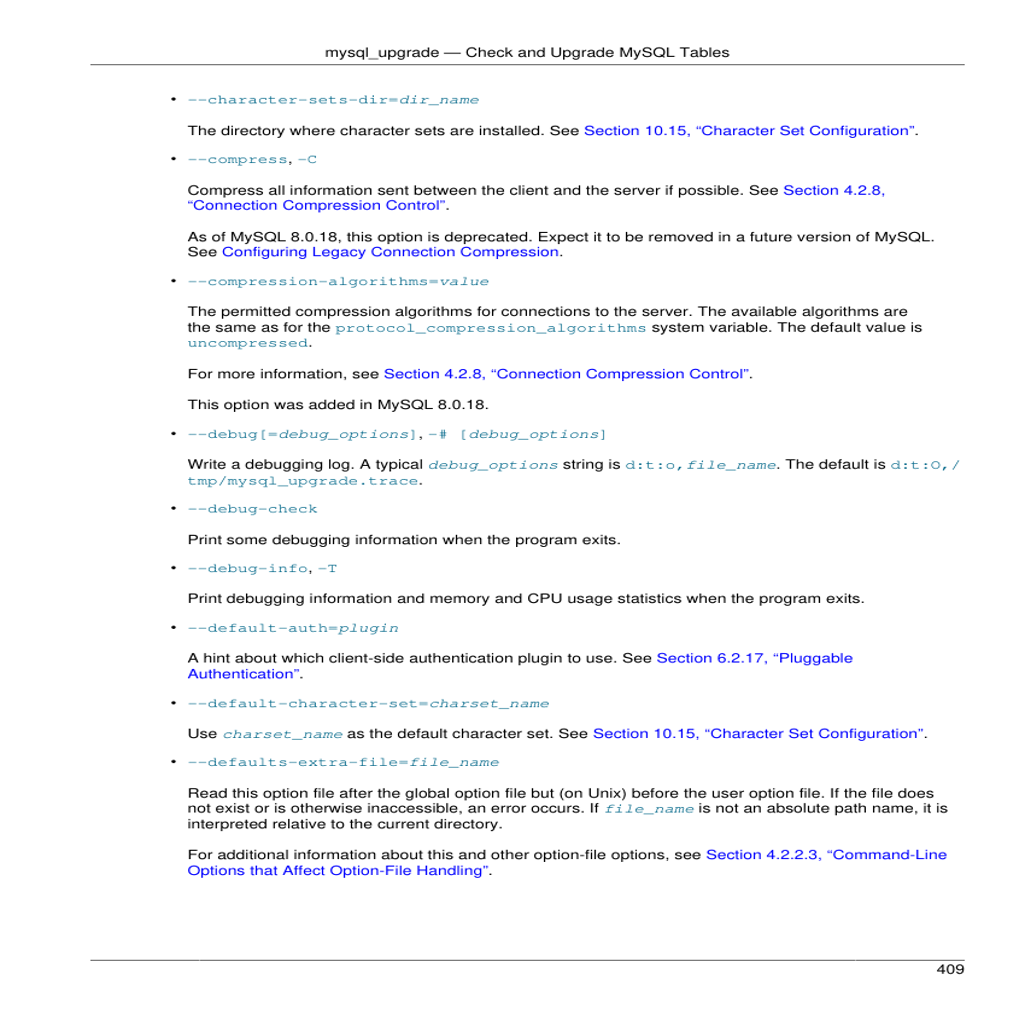 mysql_upgrade — Check and Upgrade MySQL Tables
• --character-sets-dir=dir_name
The directory where character sets are installed. See Section 10.15, “Character Set Configuration”.
• --compress, -C
Compress all information sent between the client and the server if possible. See Section 4.2.8,
“Connection Compression Control”.
As of MySQL 8.0.18, this option is deprecated. Expect it to be removed in a future version of MySQL.
See Configuring Legacy Connection Compression.
• --compression-algorithms=value
The permitted compression algorithms for connections to the server. The available algorithms are
the same as for the protocol_compression_algorithms system variable. The default value is
uncompressed.
For more information, see Section 4.2.8, “Connection Compression Control”.
This option was added in MySQL 8.0.18.
• --debug[=debug_options], -# [debug_options]
Write a debugging log. A typical debug_options string is d:t:o,file_name. The default is d:t:O,/
tmp/mysql_upgrade.trace.
• --debug-check
Print some debugging information when the program exits.
• --debug-info, -T
Print debugging information and memory and CPU usage statistics when the program exits.
• --default-auth=plugin
A hint about which client-side authentication plugin to use. See Section 6.2.17, “Pluggable
Authentication”.
• --default-character-set=charset_name
Use charset_name as the default character set. See Section 10.15, “Character Set Configuration”.
• --defaults-extra-file=file_name
Read this option file after the global option file but (on Unix) before the user option file. If the file does
not exist or is otherwise inaccessible, an error occurs. If file_name is not an absolute path name, it is
interpreted relative to the current directory.
For additional information about this and other option-file options, see Section 4.2.2.3, “Command-Line
Options that Affect Option-File Handling”.
409